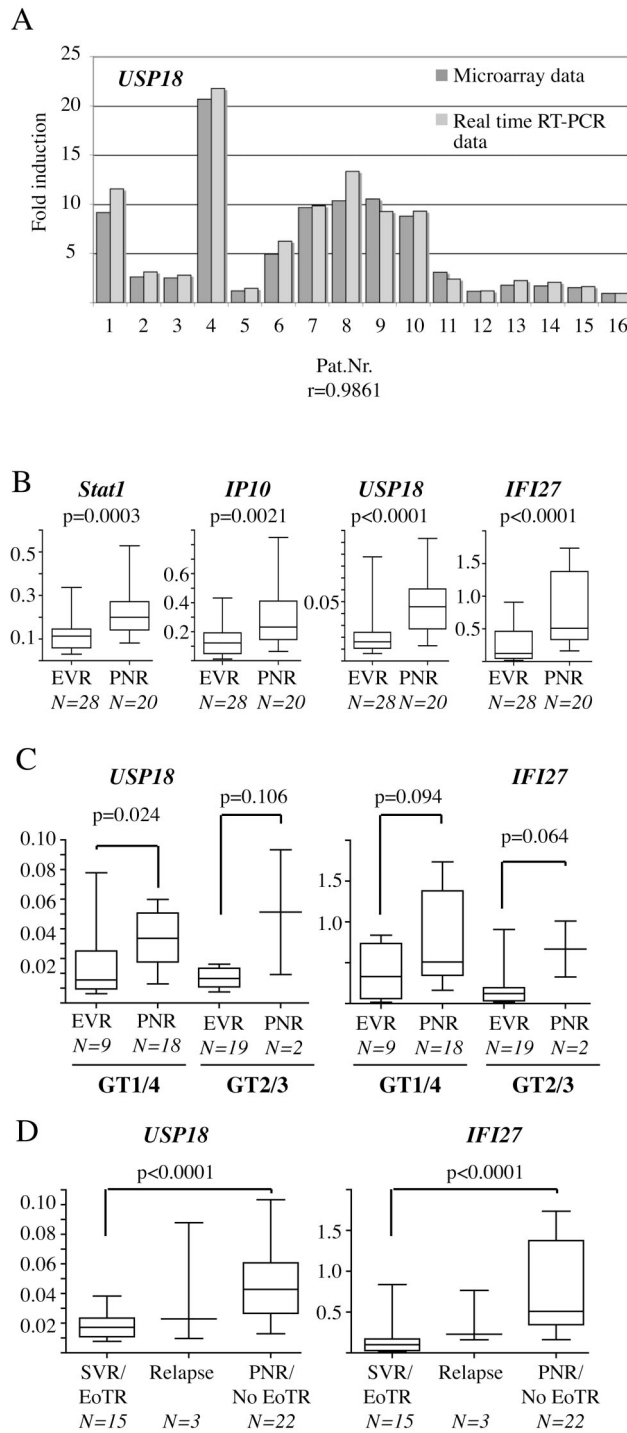 A
USP18
Microarray data
Real time RT-PCR
data
Fold induction
25
20
15
10
5
1 2 3 4 5 6 7 8 9 10 11 12 13 14 15 16
Pat.Nr.
r=0.9861
B
Stat1 IP10 USP18 IFI27
p=0.0003 p=0.0021 p<0.0001 p<0.0001
0.5
0.1
0.6
0.4
0.2
0.05
1.5
1.0
0.5
EVR PNR EVR PNR EVR PNR EVR PNR
N=28 N=20 N=28 N=20 N=28 N=20 N=28 N=20
C
USP18 IFI27
p=0.024 p=0.106 p=0.094 p=0.064
0.10
0.08
0.06
0.04
0.02
1.5
1.0
EVR PNR EVR PNR EVR PNR EVR PNR
N=9 N=18 N=19 N=2 N=9 N=18 N=19 N=2
GT1/4 GT2/3 GT1/4 GT2/3
D
USP18 IFI27
p<0.0001 p<0.0001
0.10
0.08
0.06
0.04
0.02
1.5
1.0
0.5
SVR/ Relapse PNR/ SVR/ Relapse PNR/
EoTR No EoTR EoTR No EoTR
N=15 N=3 N=22 N=15 N=3 N=22